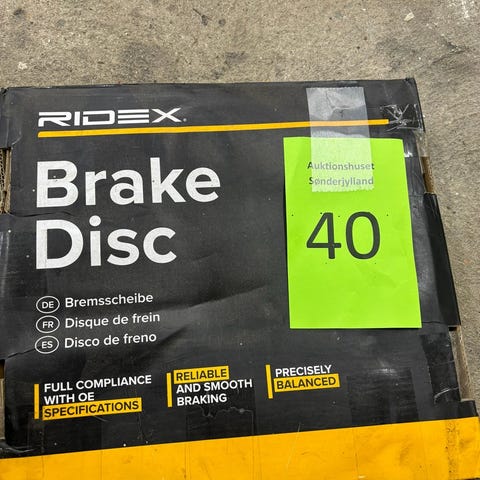 RIDEX®
Brake
Disc
DE Bremsscheibe
FR Disque de frein
ES Disco de freno
FULL COMPLIANCE
WITH OE
SPECIFICATIONS
RELIABLE
AND SMOOTH
BRAKING
PRECISELY
BALANCED
Auktionshuset
Sønderjylland
40